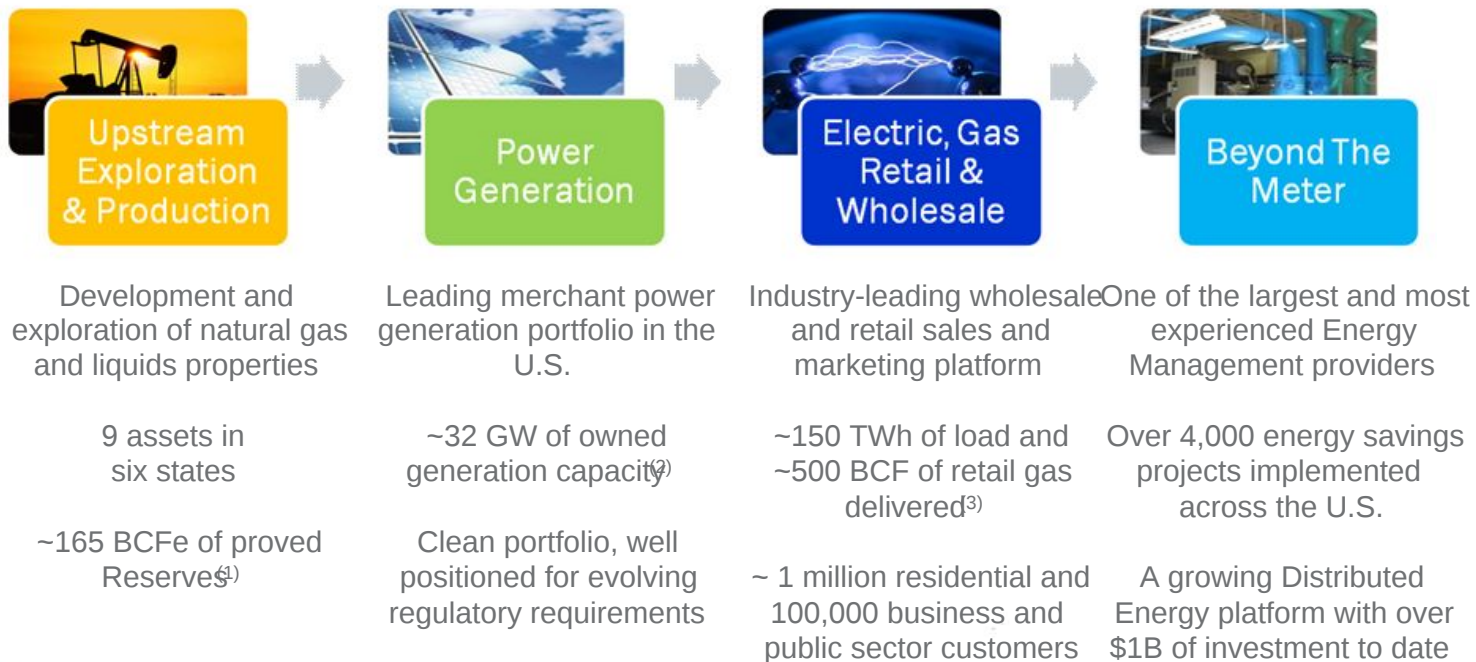 Upstream
Exploration
& Production
Power
Generation
Electric, Gas
Retail &
Wholesale
Beyond The
Meter
Development and
exploration of natural gas
and liquids properties
9 assets in
six states
~165 BCFe of proved
Reserves(1)
Leading merchant power
generation portfolio in the
U.S.
~32 GW of owned
generation capacity(2)
Clean portfolio, well
positioned for evolving
regulatory requirements
Industry-leading wholesale
and retail sales and
marketing platform
~150 TWh of load and
~500 BCF of retail gas
delivered(3)
~ 1 million residential and
100,000 business and
public sector customers
One of the largest and most
experienced Energy
Management providers
Over 4,000 energy savings
projects implemented
across the U.S.
A growing Distributed
Energy platform with over
$1B of investment to date